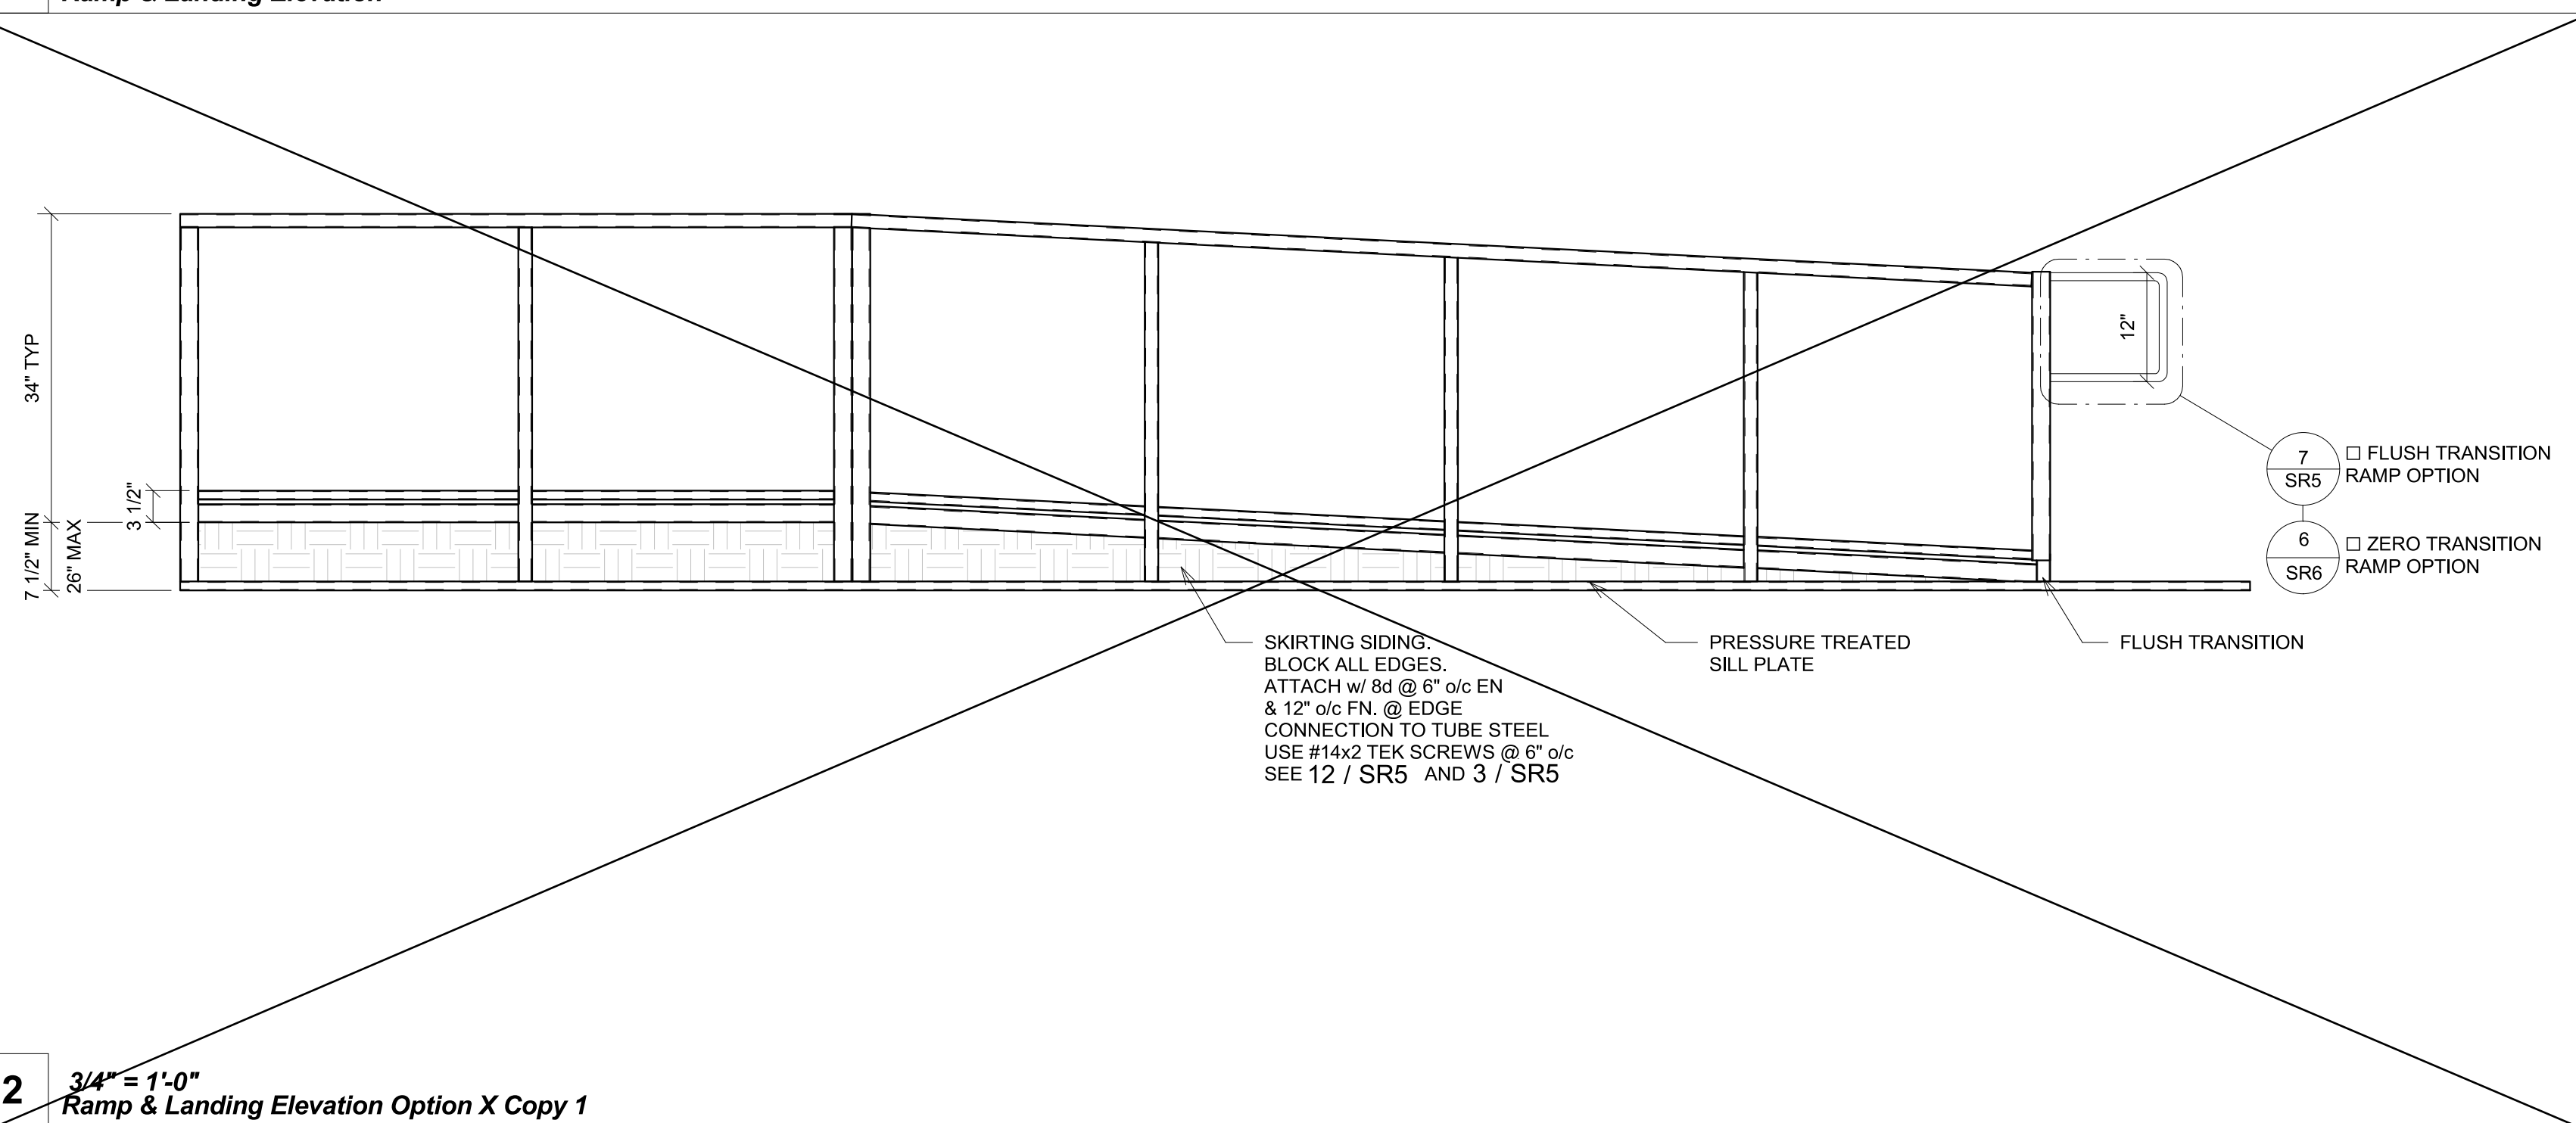 Ramp & Landing Elevation
34" TYP
3 1/2"
7 1/2" MIN
26" MAX
12"
7
SR5
□ FLUSH TRANSITION
RAMP OPTION
6
SR6
□ ZERO TRANSITION
RAMP OPTION
SKIRTING SIDING.
BLOCK ALL EDGES.
ATTACH w/ 8d @ 6" o/c EN
& 12" o/c FN. @ EDGE
CONNECTION TO TUBE STEEL
USE #14x2 TEK SCREWS @ 6" o/c
SEE 12 / SR5 AND 3 / SR5
PRESSURE TREATED
SILL PLATE
FLUSH TRANSITION
2
3/4" = 1'-0"
Ramp & Landing Elevation Option X Copy 1